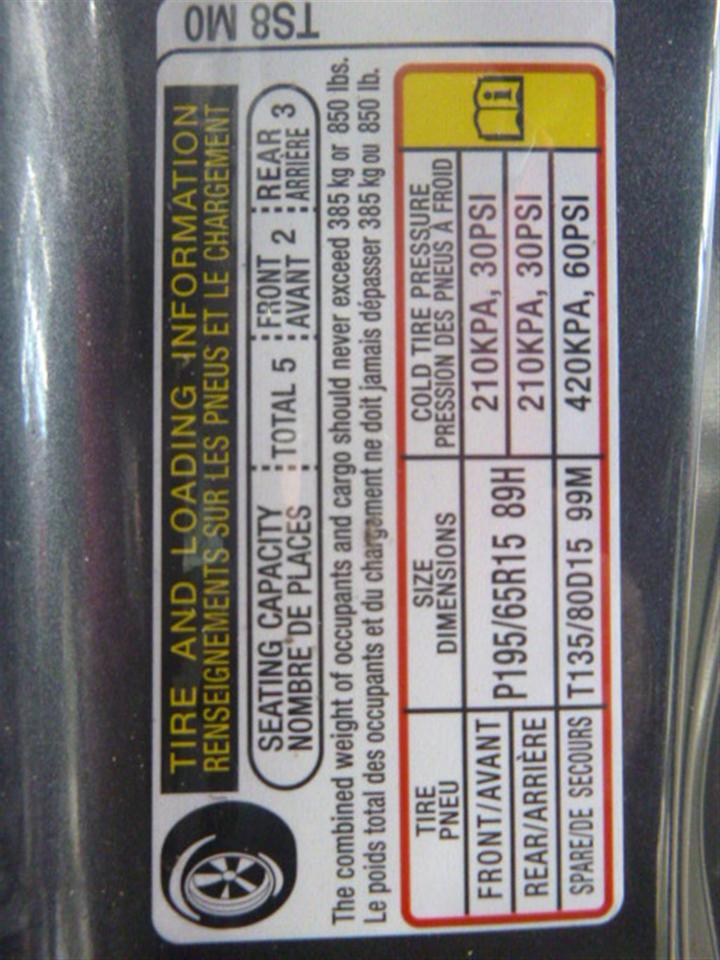 TS8 M0
TIRE AND LOADING INFORMATION
RENSEIGNEMENTS SUR LES PNEUS ET LE CHARGEMENT
SEATING CAPACITY TOTAL 5 FRONT 2 REAR 3
NOMBRE DE PLACES AVANT ARRIÈRE
The combined weight of occupants and cargo should never exceed 385 kg or 850 lbs.
Le poids total des occupants et du chargement ne doit jamais dépasser 385 kg ou 850 lb.
TIRE SIZE COLD TIRE PRESSURE
PNEU DIMENSIONS PRESSION DES PNEUS À FROID
FRONT/AVANT P195/65R15 89H 210KPA, 30PSI
REAR/ARRIÈRE 210KPA, 30PSI
SPARE/DE SECOURS T135/80D15 99M 420KPA, 60PSI